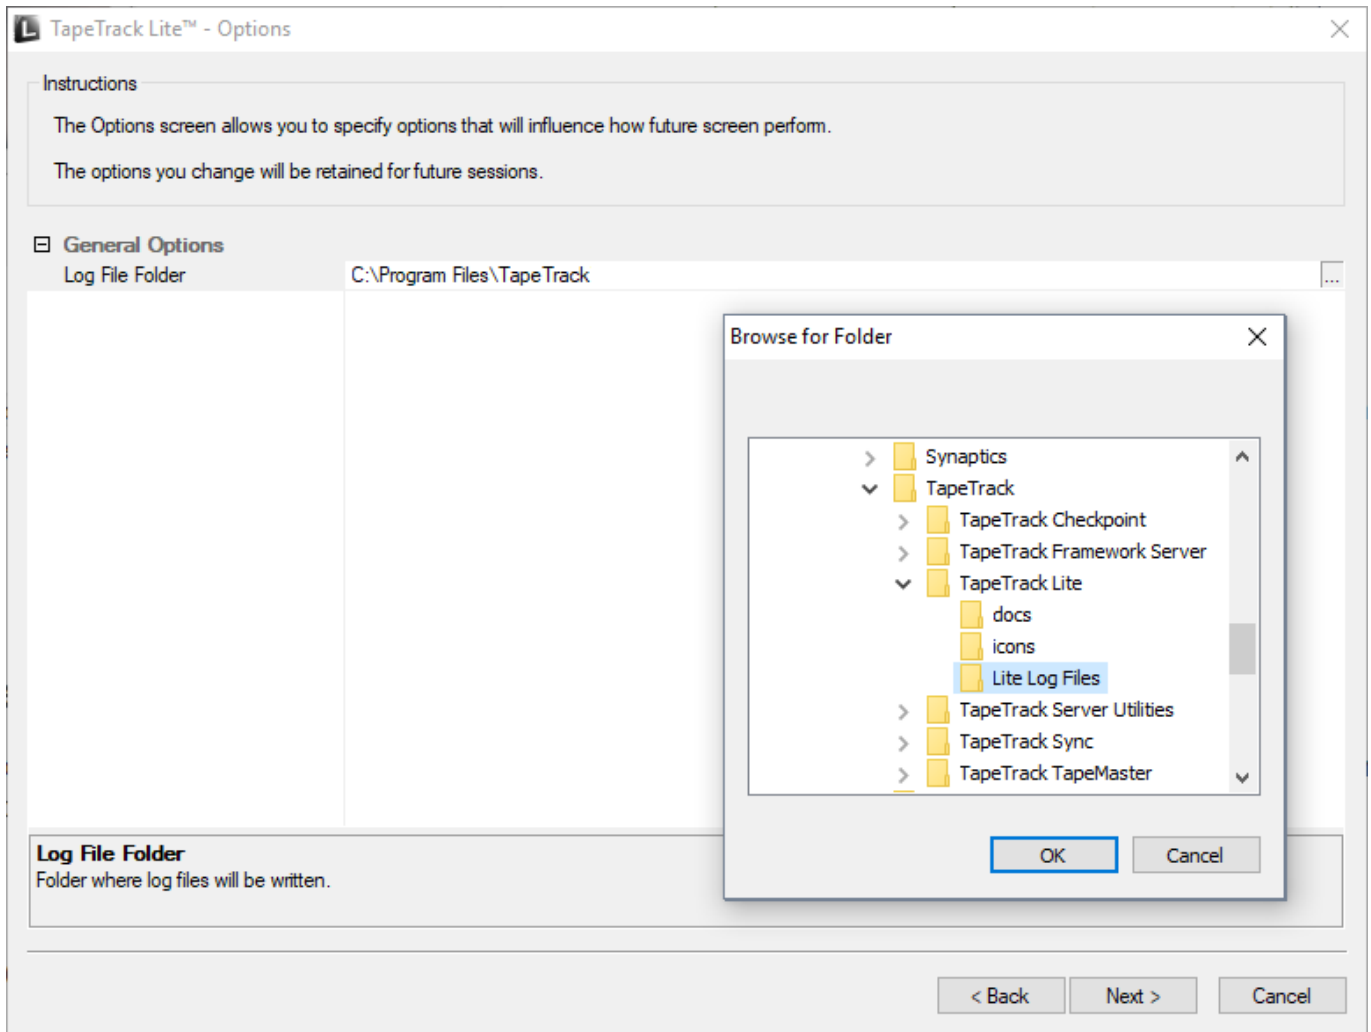 TapeTrack Lite™ - Options
Instructions
The Options screen allows you to specify options that will influence how future screen perform.
The options you change will be retained for future sessions.
General Options
Log File Folder C:\Program Files\TapeTrack ...
Browse for Folder
Synaptics
TapeTrack
TapeTrack Checkpoint
TapeTrack Framework Server
TapeTrack Lite
docs
icons
Lite Log Files
TapeTrack Server Utilities
TapeTrack Sync
TapeTrack TapeMaster
OK Cancel
Log File Folder
Folder where log files will be written.
< Back Next > Cancel